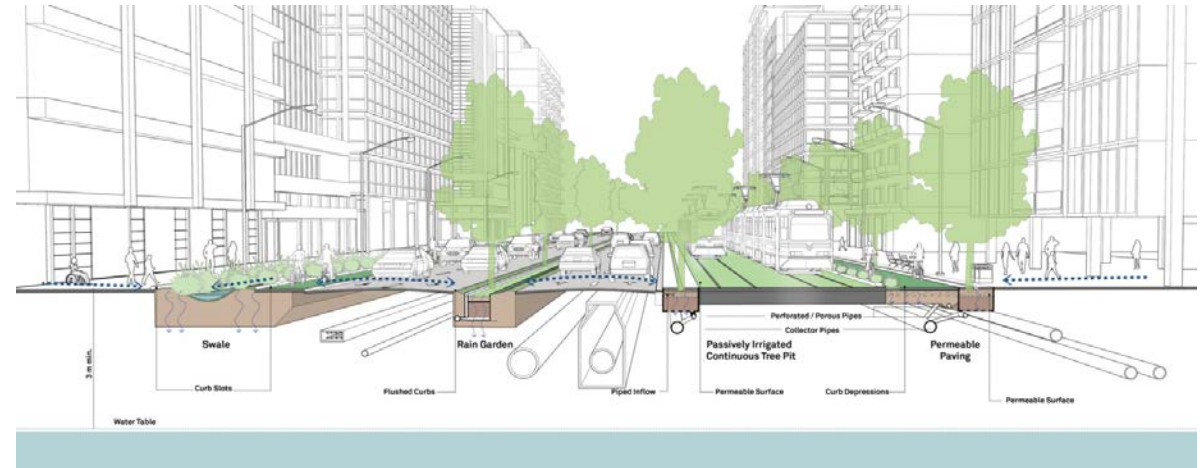 Perforated / Porous Pipes
Collector Pipes
Swale
Rain Garden
Passively Irrigated
Continuous Tree Pit
Permeable
Paving
3 m min.
Curb Slots
Flushed Curbs
Piped Inflow
Permeable Surface
Curb Depressions
Permeable Surface
Water Table